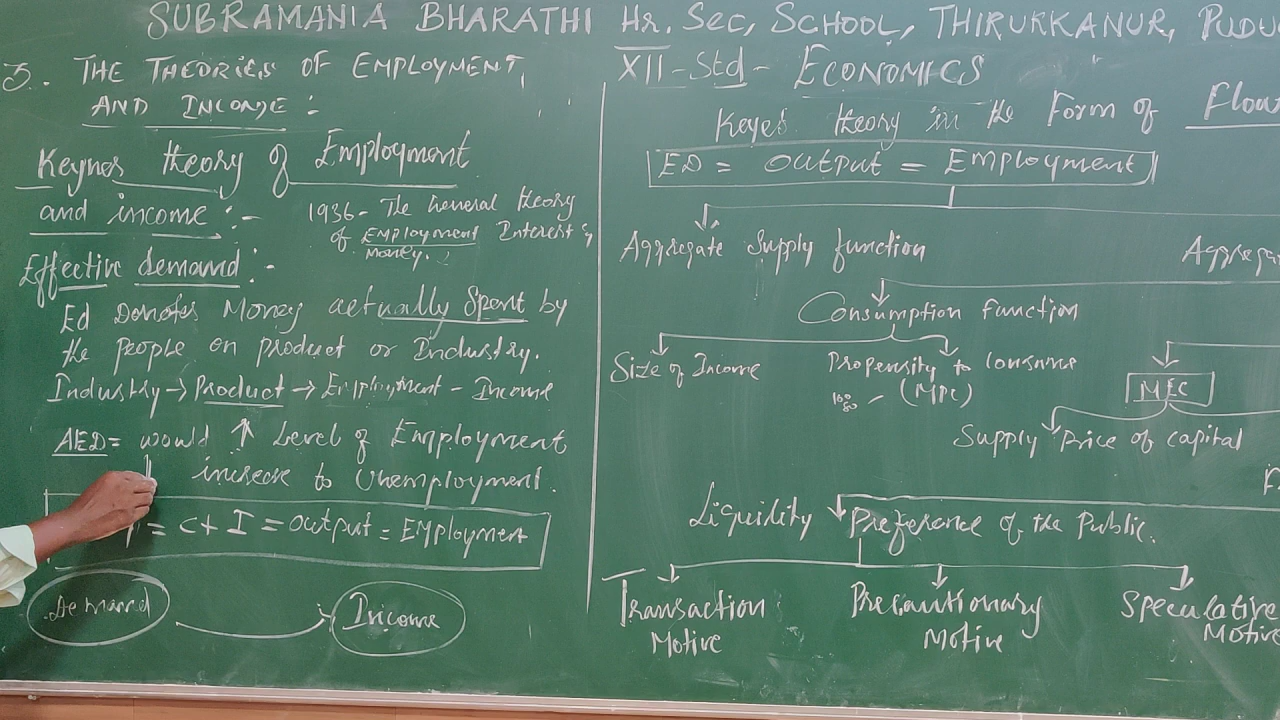 SUBRAMANIA BHARATHI Hr. Sec, SCHOOL, THIRUKKANUR, PUDU
5. THE THEORIES OF EMPLOYMENT,
AND INCOME :
Keynes theory of Employment
and income :-
1936 - The General theory
of Employment Interest &
money.
Effective demand :-
Ed Denotes Money actually Spent by
the people on product or Industry.
Industry → Product → Employment - Income
AED = would ↑ Level of Employment
increase to Unemployment.
= C + I = output = Employment
Demand
Income
XII - Std - ECONOMICS
Keyes theory in the Form of Flow
ED = output = Employment
Aggregate Supply function
Aggrega
Consumption function
Size of Income
Propensity to Consume
(MPC)
MEC
Supply Price of capital
Liquidity Preference of the Public.
Transaction Motive
Precautionary Motive
Speculative Motive